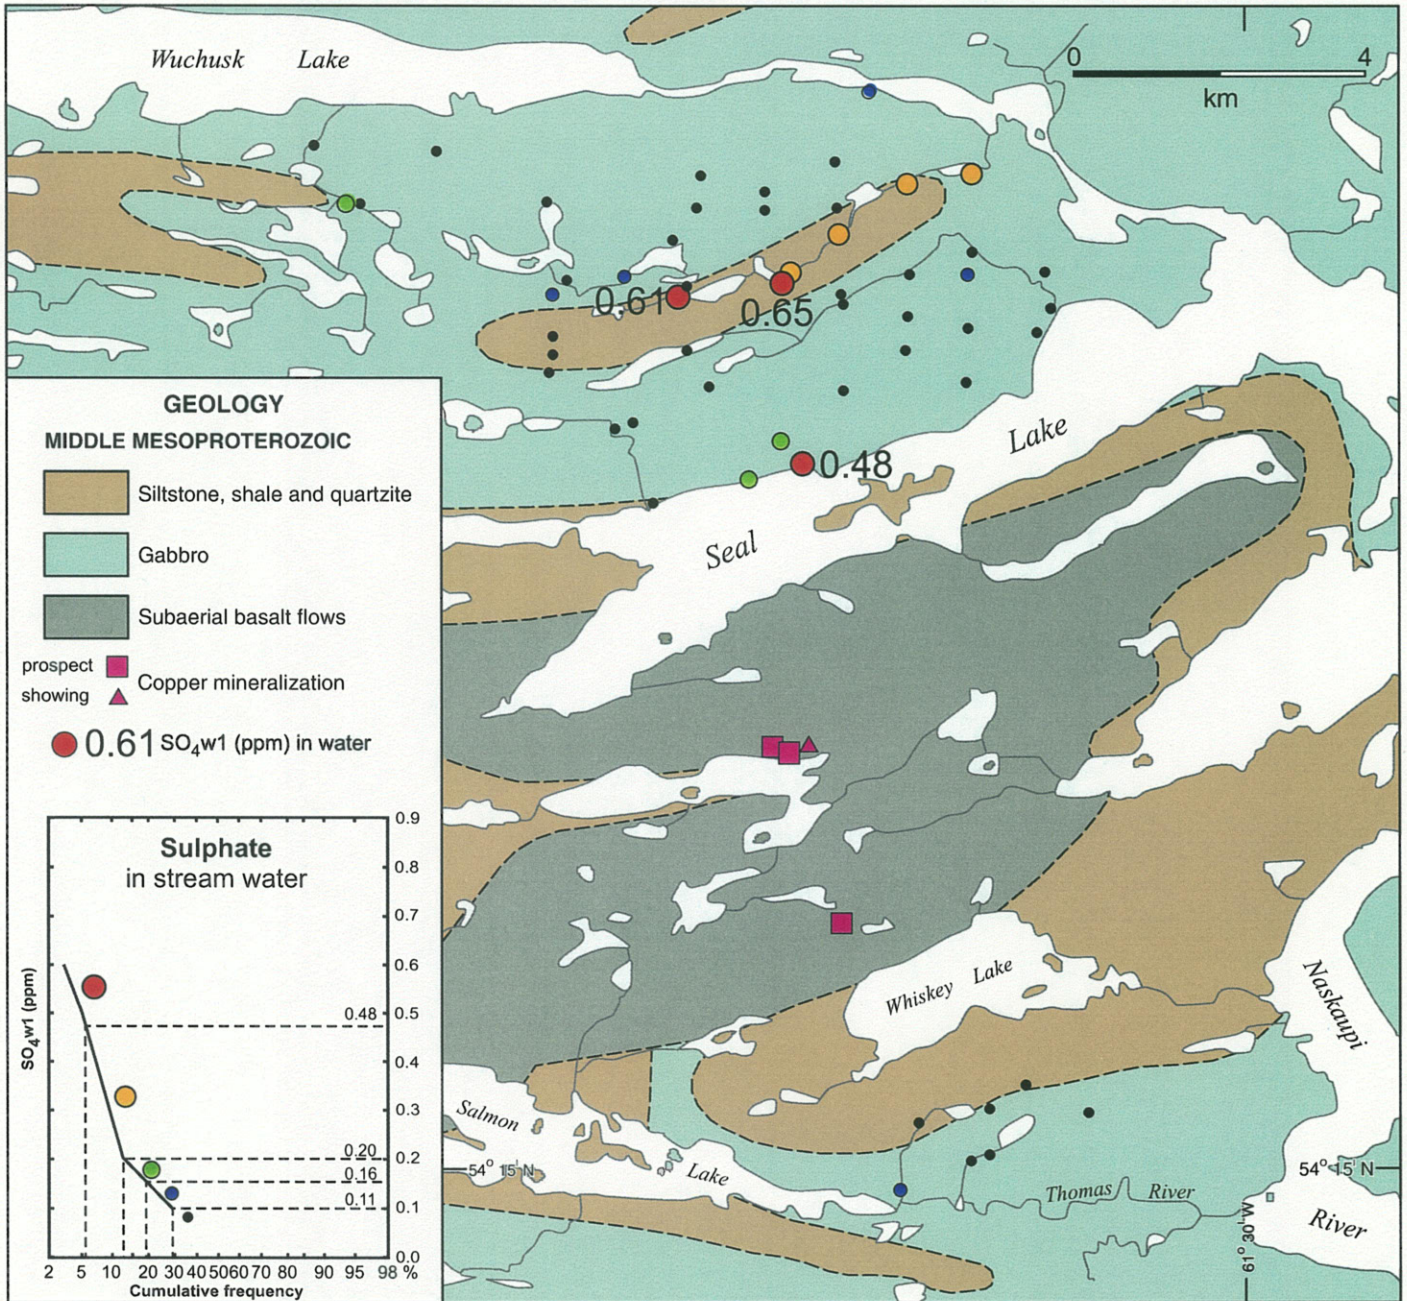 Wuchusk Lake
0 4
km
0.61
0.65
0.48
Lake
Seal
GEOLOGY
MIDDLE MESOPROTEROZOIC
Siltstone, shale and quartzite
Gabbro
Subaerial basalt flows
prospect
showing
Copper mineralization
0.61 SO₄w1 (ppm) in water
Sulphate
in stream water
SO₄w1 (ppm)
0.9
0.8
0.7
0.6
0.5
0.4
0.3
0.2
0.1
0.0
0.48
0.20
0.16
0.11
2 5 10 20 30 40 50 60 70 80 90 95 98 %
Cumulative frequency
Whiskey Lake
Naskaupi
Salmon
Lake
54° 15' N
54° 15' N
Thomas River
River
61° 30' W